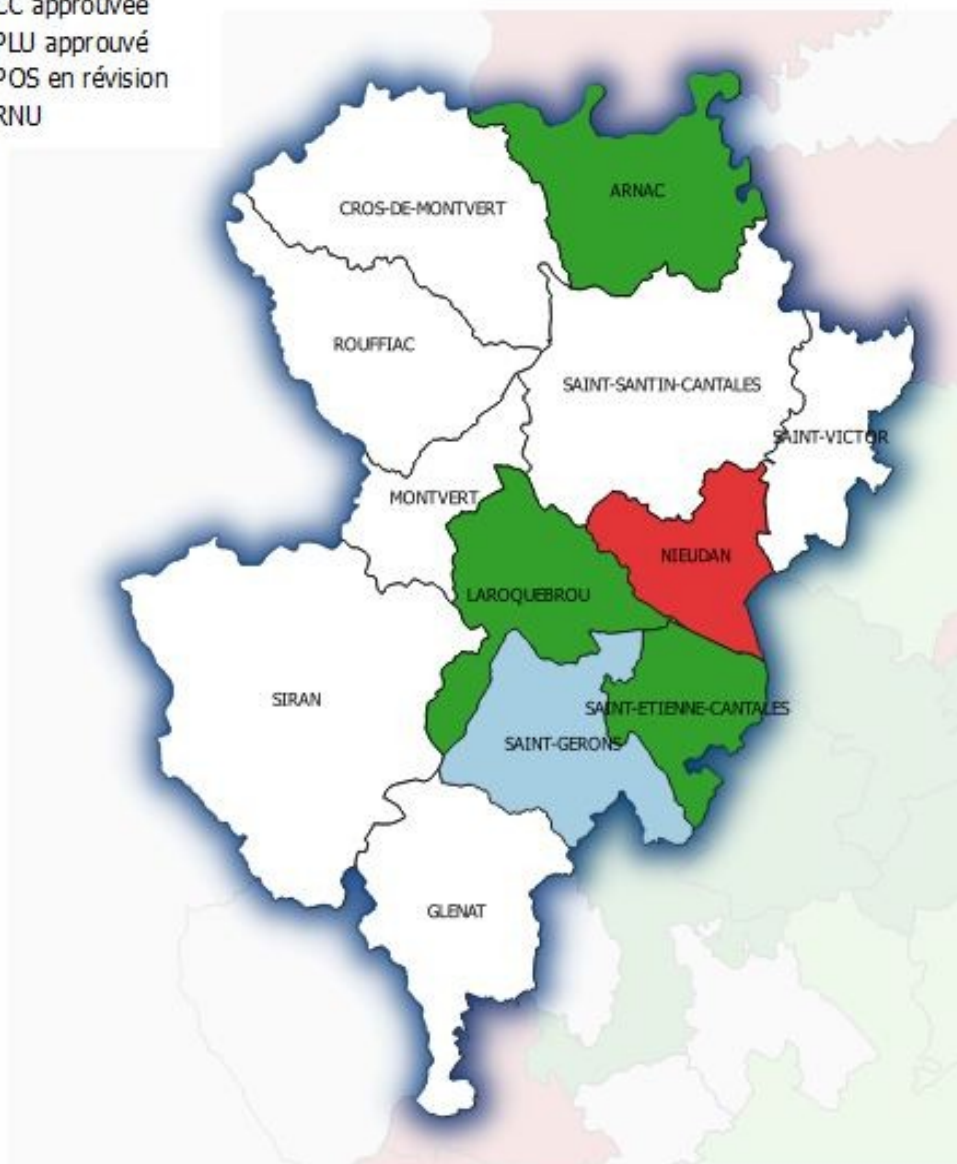 CC approuvée
PLU approuvé
POS en révision
RNU
ARNAC
CROS-DE-MONTVERT
ROUFFIAC
SAINT-SANTIN-CANTALES
SAINT-VICTOR
MONTVERT
NIEUDAN
LAROQUEBROU
SIRAN
SAINT-ETIENNE-CANTALES
SAINT-GERONS
GLENAT